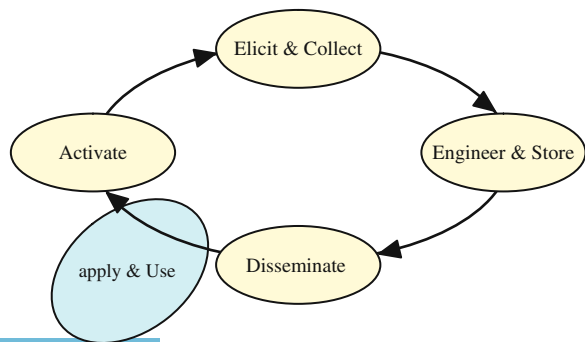 Elicit & Collect
Activate
Engineer & Store
apply & Use
Disseminate